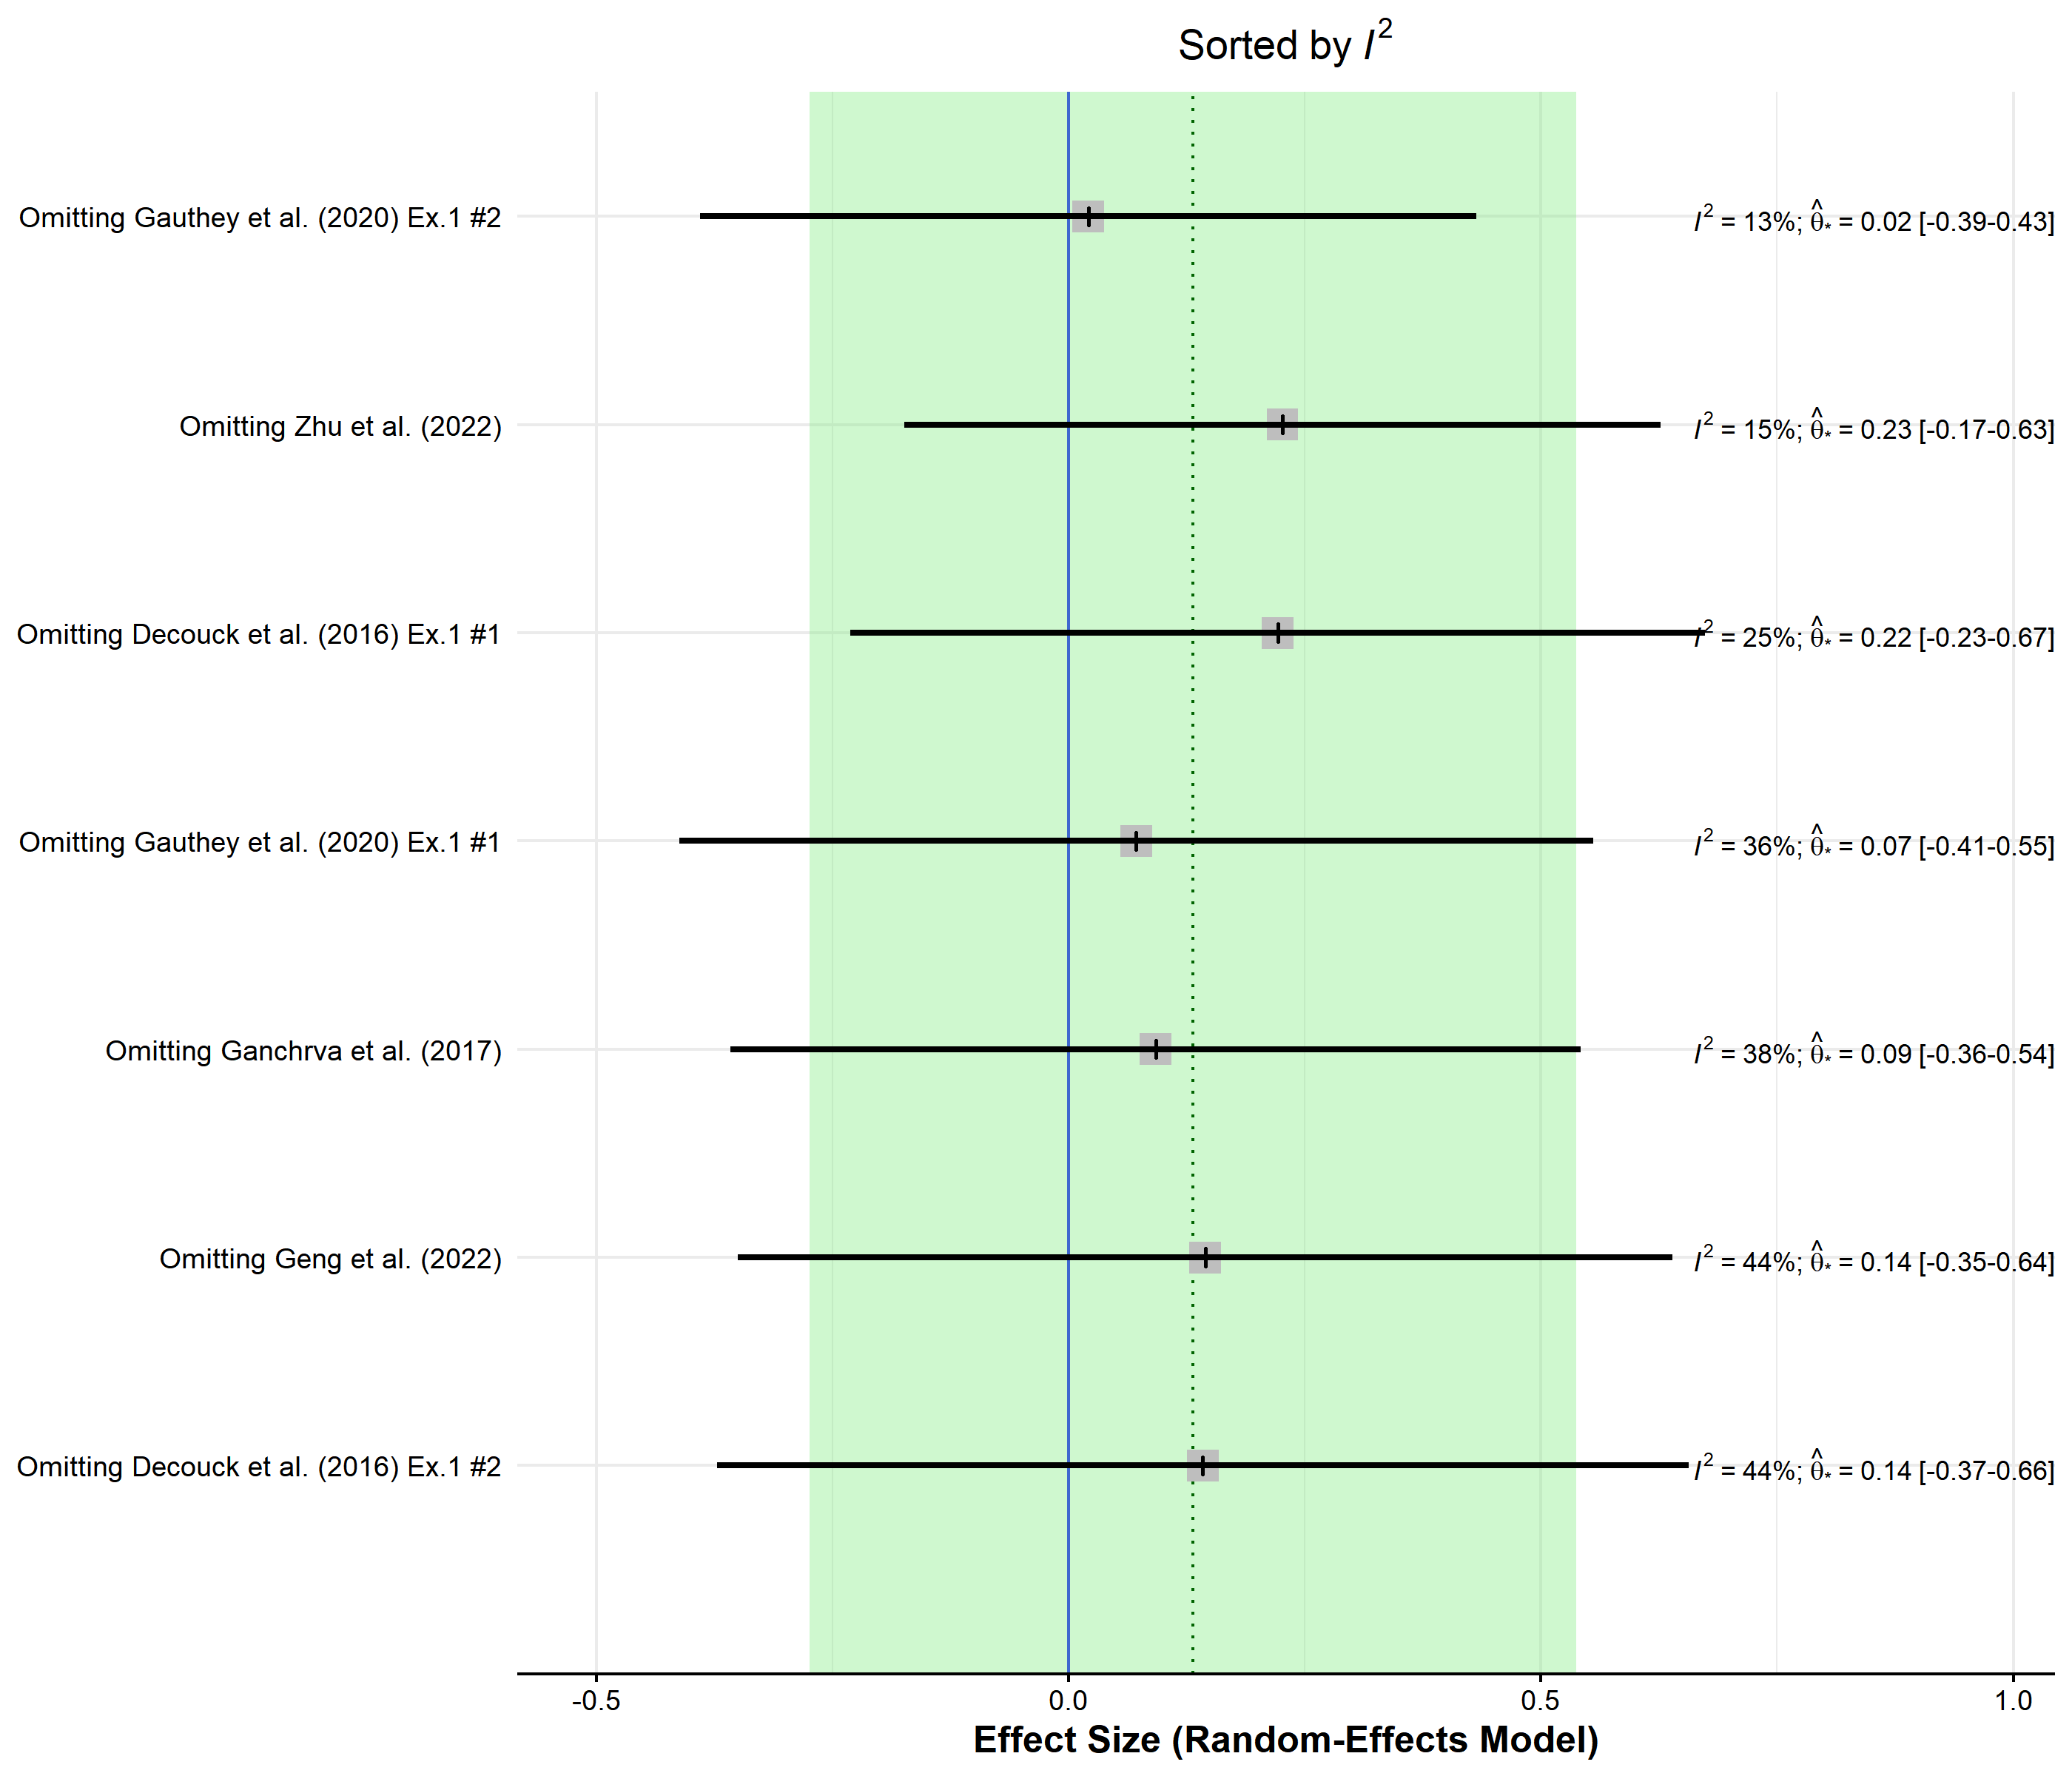 Sorted by I²
Omitting Gauthey et al. (2020) Ex.1 #2 I² = 13%; θ̂* = 0.02 [-0.39-0.43]
Omitting Zhu et al. (2022) I² = 15%; θ̂* = 0.23 [-0.17-0.63]
Omitting Decouck et al. (2016) Ex.1 #1 I² = 25%; θ̂* = 0.22 [-0.23-0.67]
Omitting Gauthey et al. (2020) Ex.1 #1 I² = 36%; θ̂* = 0.07 [-0.41-0.55]
Omitting Ganchrva et al. (2017) I² = 38%; θ̂* = 0.09 [-0.36-0.54]
Omitting Geng et al. (2022) I² = 44%; θ̂* = 0.14 [-0.35-0.64]
Omitting Decouck et al. (2016) Ex.1 #2 I² = 44%; θ̂* = 0.14 [-0.37-0.66]
-0.5 0.0 0.5 1.0
Effect Size (Random-Effects Model)